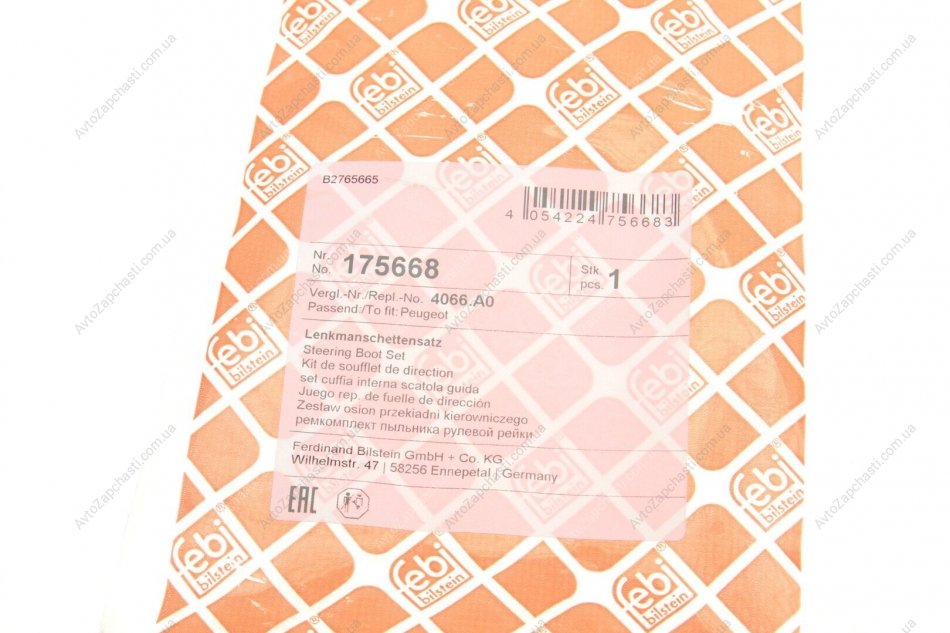 febi
bilstein
B2765665
4 054224 756683
Nr.
No. 175668
Stk
pcs. 1
Vergl.-Nr./Repl.-No. 4066.A0
Passend:/To fit: Peugeot
Lenkmanschettensatz
Steering Boot Set
Kit de soufflet de direction
set cuffia interna scatola guida
Juego rep. de fuelle de dirección
Zestaw osion przekiadni kierowniczego
ремкомплект пыльника рулевой рейки
Ferdinand Bilstein GmbH + Co. KG
Wilhelmstr. 47 | 58256 Ennepetal | Germany
EAC
AvtoZapchasti.com.ua